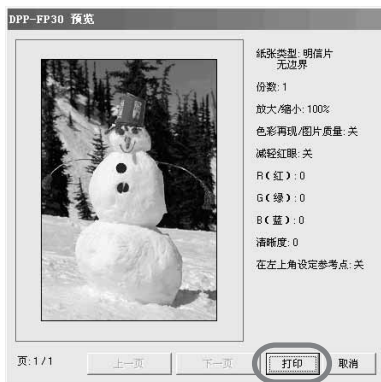 DPP-FP30 预览
纸张类型:明信片
无边界
份数:1
放大/缩小:100%
色彩再现/图片质量:关
减轻红眼:关
R(红):0
G(绿):0
B(蓝):0
清晰度:0
在左上角设定参考点:关
页:1/1 上一页 下一页 打印 取消